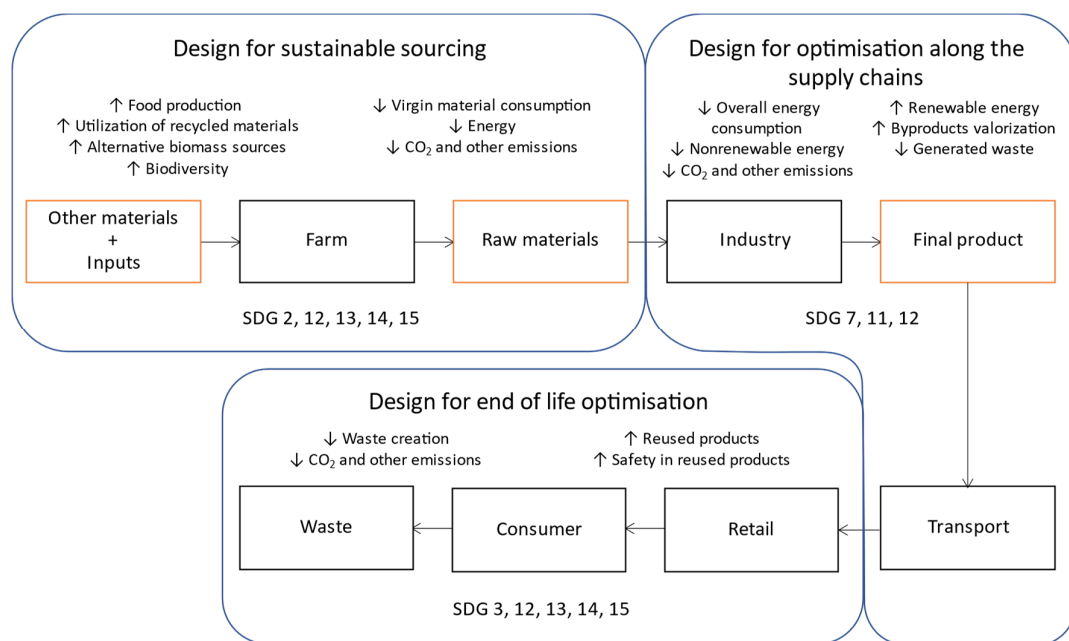 Design for sustainable sourcing
↑ Food production
↑ Utilization of recycled materials
↑ Alternative biomass sources
↑ Biodiversity
↓ Virgin material consumption
↓ Energy
↓ CO₂ and other emissions
Other materials
+
Inputs
Farm
Raw materials
SDG 2, 12, 13, 14, 15
Design for optimisation along the
supply chains
↓ Overall energy
consumption
↓ Nonrenewable energy
↓ CO₂ and other emissions
↑ Renewable energy
↑ Byproducts valorization
↓ Generated waste
Industry
Final product
SDG 7, 11, 12
Design for end of life optimisation
↓ Waste creation
↓ CO₂ and other emissions
↑ Reused products
↑ Safety in reused products
Waste
Consumer
Retail
Transport
SDG 3, 12, 13, 14, 15